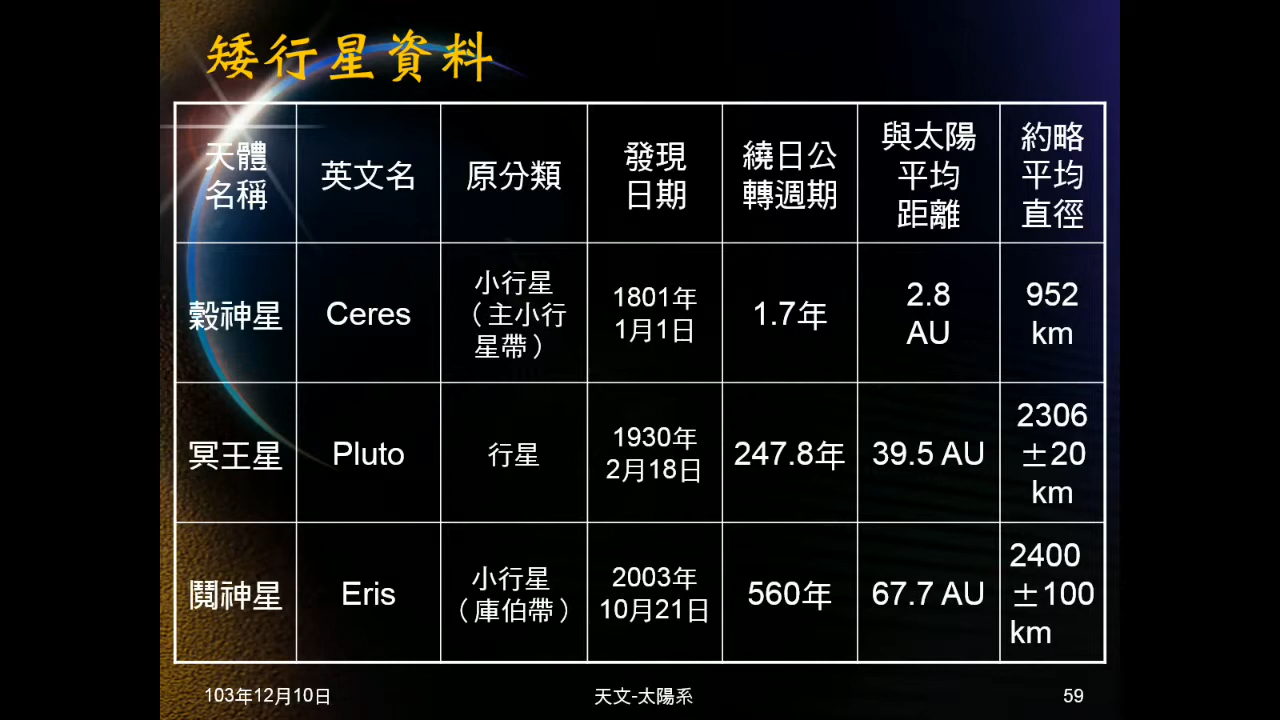 矮行星資料
天體
名稱
英文名
原分類
發現
日期
繞日公
轉週期
與太陽
平均
距離
約略
平均
直徑
穀神星
Ceres
小行星
（主小行
星帶）
1801年
1月1日
1.7年
2.8
AU
952
km
冥王星
Pluto
行星
1930年
2月18日
247.8年
39.5 AU
2306
±20
km
鬩神星
Eris
小行星
（庫伯帶）
2003年
10月21日
560年
67.7 AU
2400
±100
km
103年12月10日
天文-太陽系
59